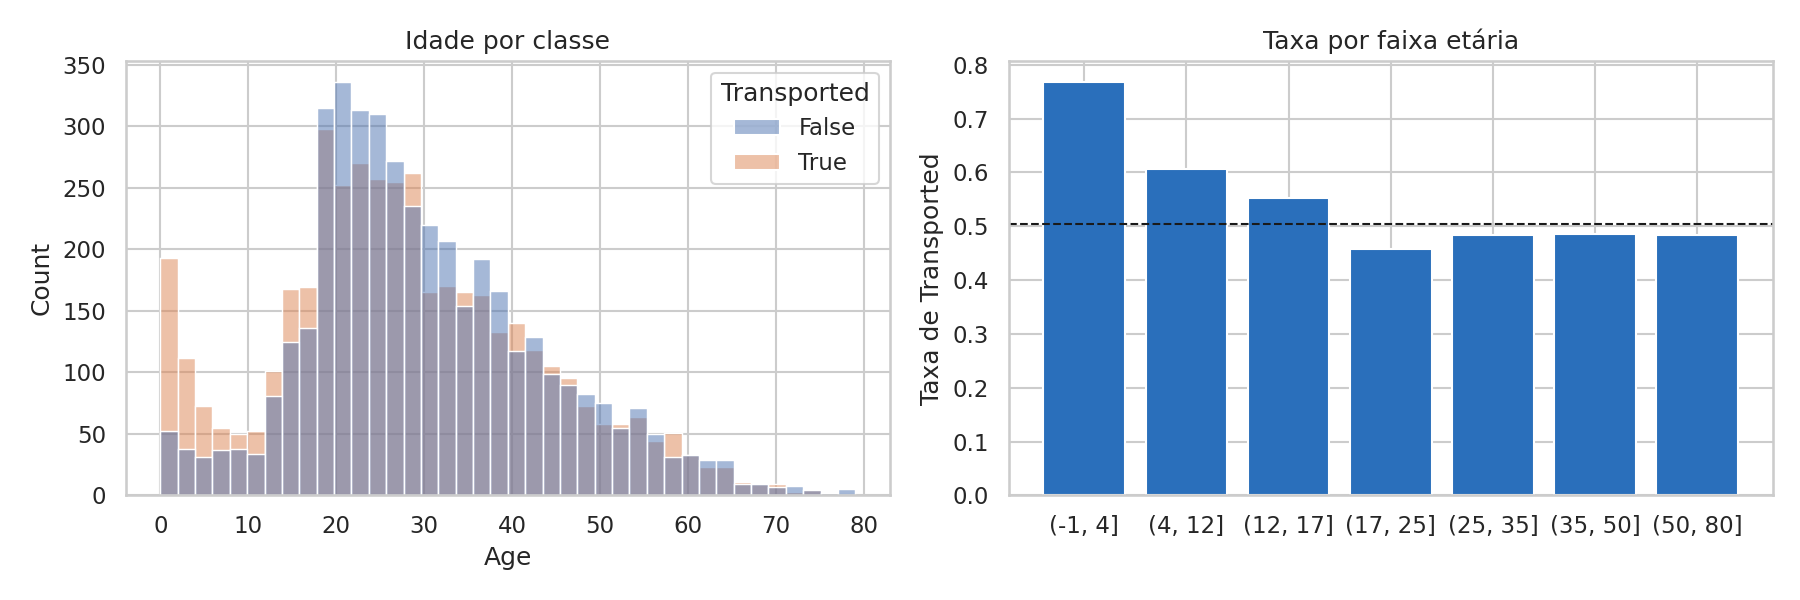 Idade por classe
350
300
250
200
150
100
50
0
Count
0 10 20 30 40 50 60 70 80
Age
Transported
False
True
Taxa por faixa etária
0.8
0.7
0.6
0.5
0.4
0.3
0.2
0.1
0.0
Taxa de Transported
(-1, 4] (4, 12] (12, 17] (17, 25] (25, 35] (35, 50] (50, 80]